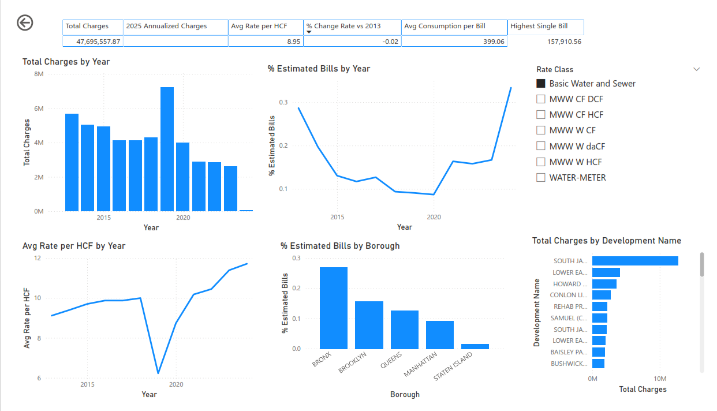 Total Charges 2025 Annualized Charges Avg Rate per HCF % Change Rate vs 2013 Avg Consumption per Bill Highest Single Bill
47,695,557.87 8.95 -0.02 399.06 157,910.56
Total Charges by Year
8M
6M
4M
2M
0M
Total Charges
2015 2020
Year
% Estimated Bills by Year
0.3
0.2
0.1
% Estimated Bills
2015 2020
Year
Rate Class
Basic Water and Sewer
MWW CF DCF
MWW CF HCF
MWW W CF
MWW W daCF
MWW W HCF
WATER-METER
Avg Rate per HCF by Year
12
10
8
6
Avg Rate per HCF
2015 2020
Year
% Estimated Bills by Borough
0.3
0.2
0.1
0.0
% Estimated Bills
BRONX
BROOKLYN
QUEENS
MANHATTAN
STATEN ISLAND
Borough
Total Charges by Development Name
Development Name
SOUTH JA...
LOWER EA...
HOWARD ...
CONLON LI...
REHAB PR...
SAMUEL (C...
SOUTH JA...
LOWER EA...
BAISLEY PA...
BUSHWICK...
0M 10M
Total Charges